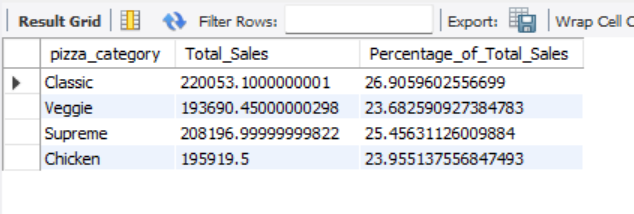 Result Grid Filter Rows: Export: Wrap Cell C
pizza_category Total_Sales Percentage_of_Total_Sales
Classic 220053.1000000001 26.9059602556699
Veggie 193690.45000000298 23.682590927384783
Supreme 208196.99999999822 25.45631126009884
Chicken 195919.5 23.955137556847493